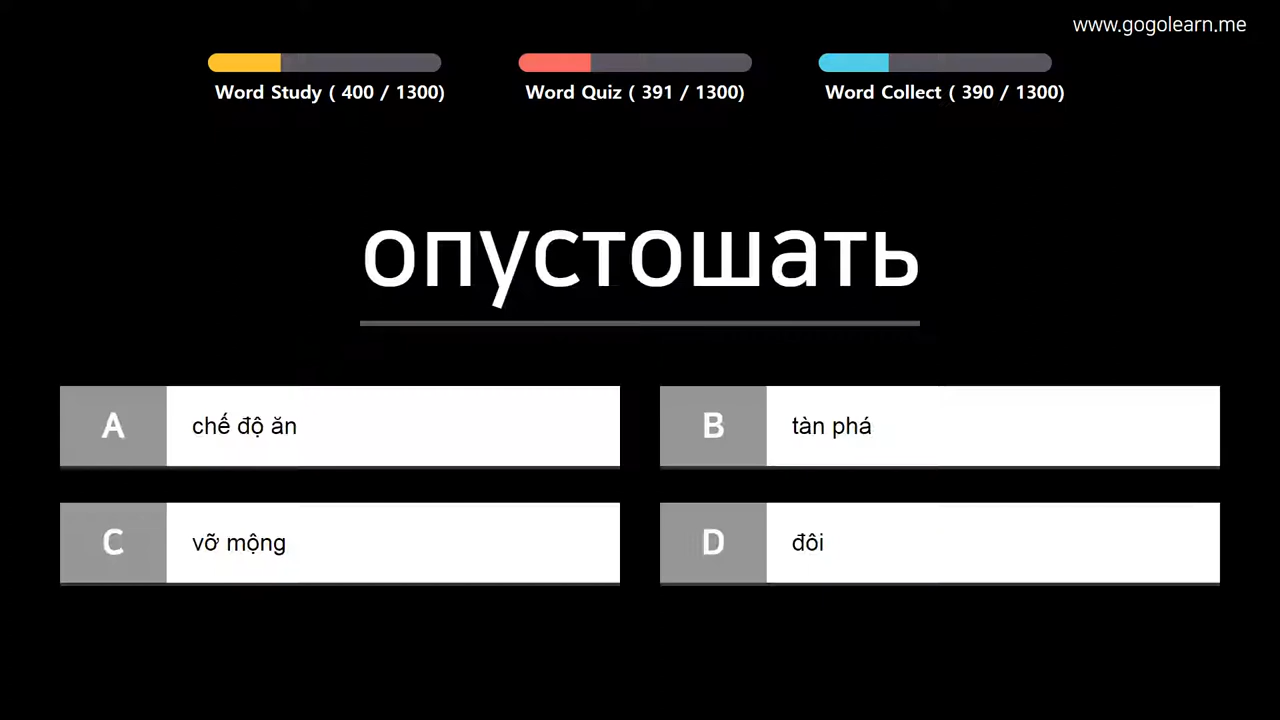 www.gogolearn.me
Word Study ( 400 / 1300)
Word Quiz ( 391 / 1300)
Word Collect ( 390 / 1300)
опустошать
A chế độ ăn
B tàn phá
C vỡ mộng
D đôi